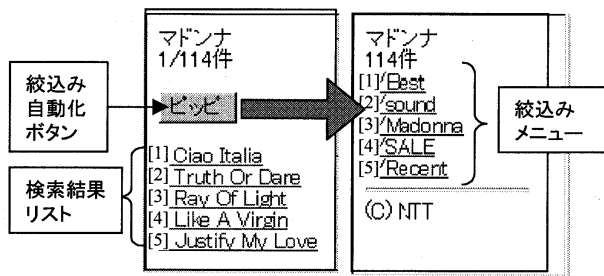 マドンナ
1/114件
絞込み
自動化
ボタン
ピッピ
[1] Ciao Italia
[2] Truth Or Dare
[3] Ray Of Light
[4] Like A Virgin
[5] Justify My Love
検索結果
リスト
マドンナ
114件
[1]/Best
[2]/sound
[3]/Madonna
[4]/SALE
[5]/Recent
(C) NTT
絞込み
メニュー